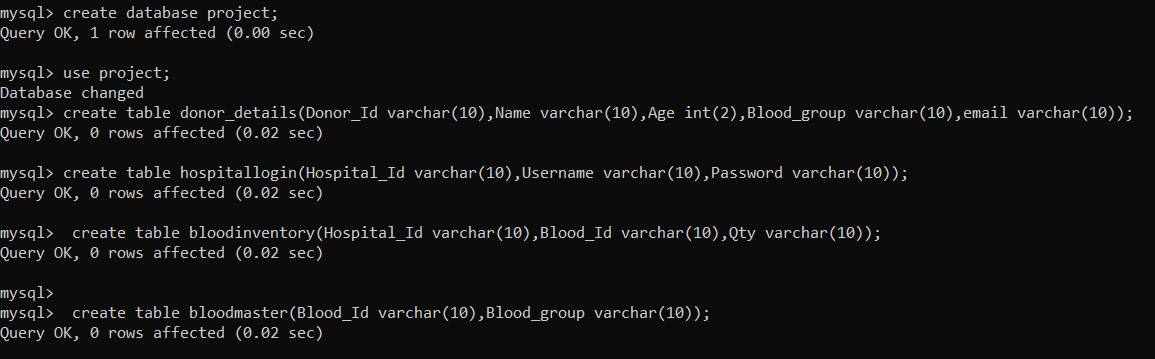 mysql> create database project;
Query OK, 1 row affected (0.00 sec)
mysql> use project;
Database changed
mysql> create table donor_details(Donor_Id varchar(10),Name varchar(10),Age int(2),Blood_group varchar(10),email varchar(10));
Query OK, 0 rows affected (0.02 sec)
mysql> create table hospitallogin(Hospital_Id varchar(10),Username varchar(10),Password varchar(10));
Query OK, 0 rows affected (0.02 sec)
mysql>  create table bloodinventory(Hospital_Id varchar(10),Blood_Id varchar(10),Qty varchar(10));
Query OK, 0 rows affected (0.02 sec)
mysql>
mysql>  create table bloodmaster(Blood_Id varchar(10),Blood_group varchar(10));
Query OK, 0 rows affected (0.02 sec)